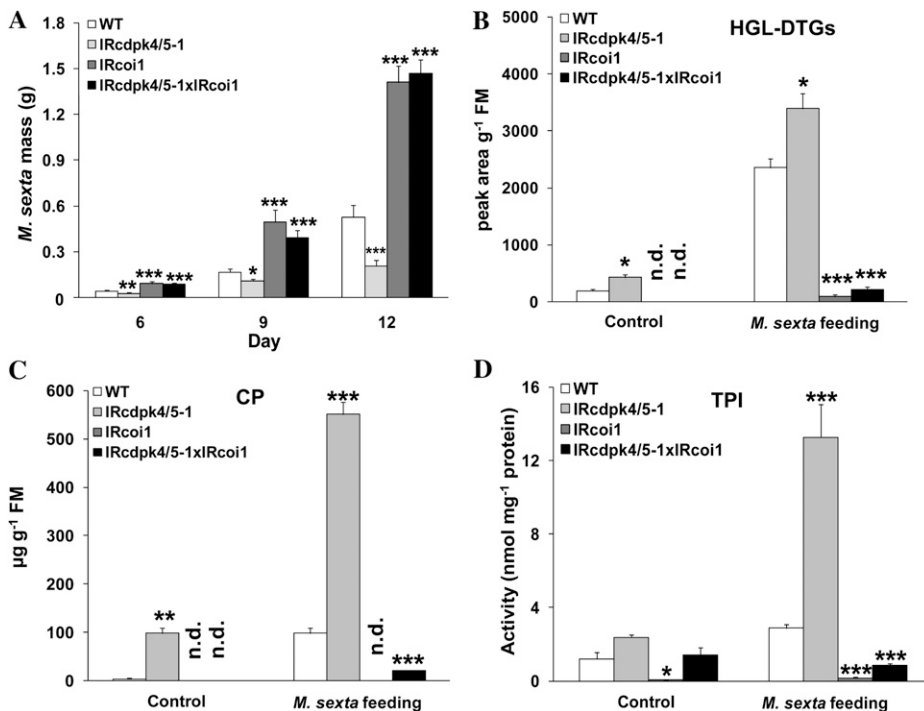 A
WT
IRcdpk4/5-1
IRcoi1
IRcdpk4/5-1xIRcoi1
M. sexta mass (g)
1.8
1.5
1.2
0.9
0.6
0.3
0
** *** ***
* *** ***
*** *** ***
6 9 12
Day
B
HGL-DTGs
WT
IRcdpk4/5-1
IRcoi1
IRcdpk4/5-1xIRcoi1
peak area g⁻¹ FM
5000
4000
3000
2000
1000
0
* n.d. n.d.
* *** ***
Control M. sexta feeding
C
CP
WT
IRcdpk4/5-1
IRcoi1
IRcdpk4/5-1xIRcoi1
µg g⁻¹ FM
600
500
400
300
200
100
0
** n.d. n.d.
*** n.d. ***
Control M. sexta feeding
D
TPI
WT
IRcdpk4/5-1
IRcoi1
IRcdpk4/5-1xIRcoi1
Activity (nmol mg⁻¹ protein)
16
12
8
4
0
*
*** *** ***
Control M. sexta feeding